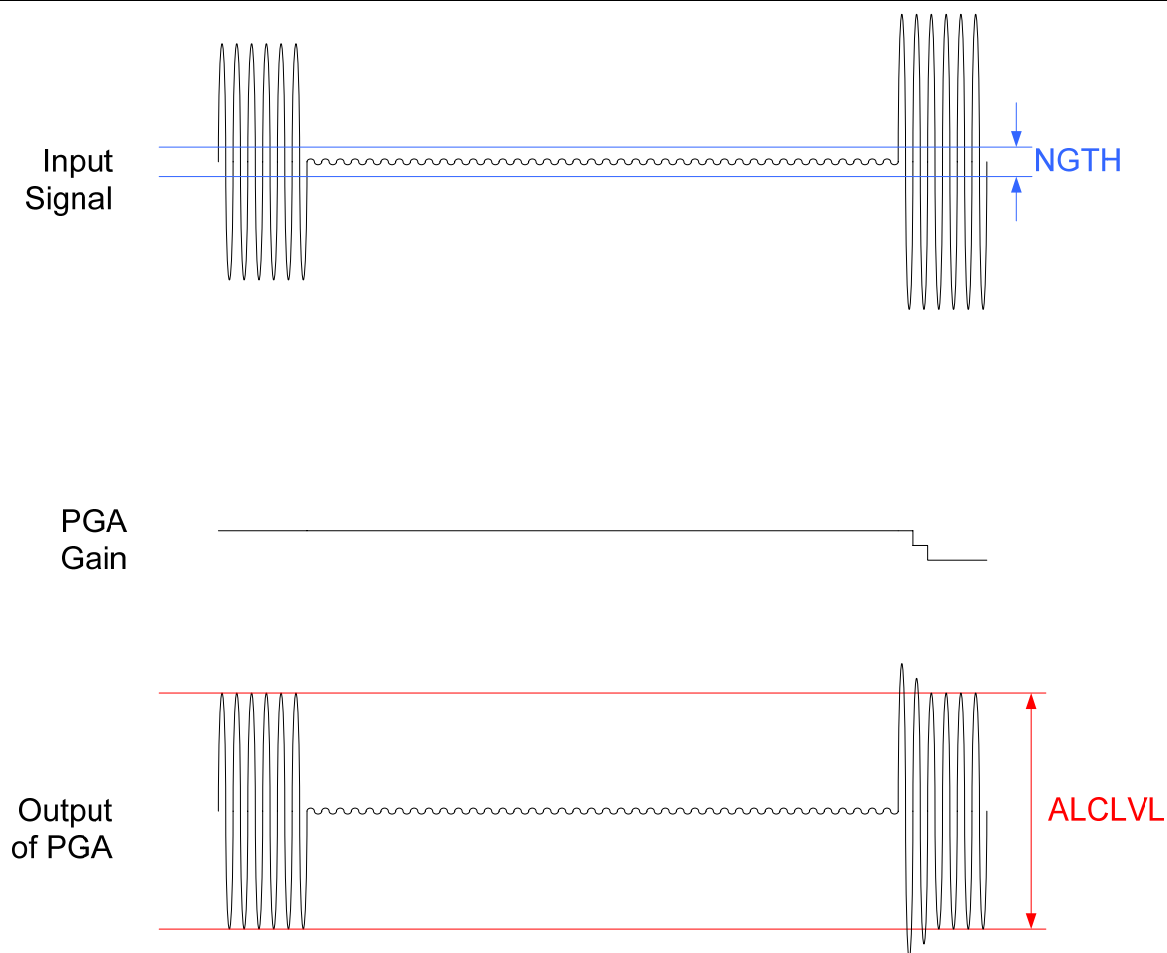 Input
Signal
NGTH
PGA
Gain
Output
of PGA
ALCLVL